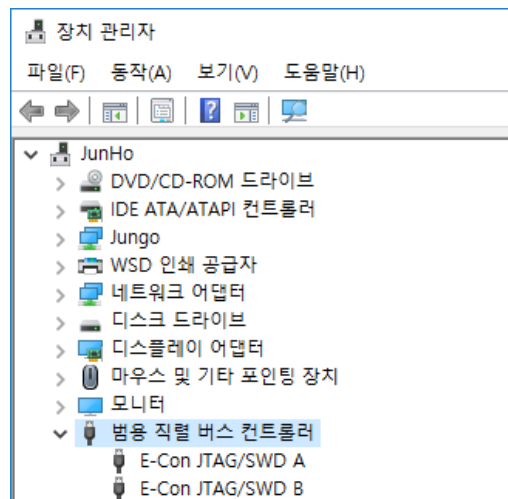 장치 관리자
파일(F) 동작(A) 보기(V) 도움말(H)
JunHo
DVD/CD-ROM 드라이브
IDE ATA/ATAPI 컨트롤러
Jungo
WSD 인쇄 공급자
네트워크 어댑터
디스크 드라이브
디스플레이 어댑터
마우스 및 기타 포인팅 장치
모니터
범용 직렬 버스 컨트롤러
E-Con JTAG/SWD A
E-Con JTAG/SWD B